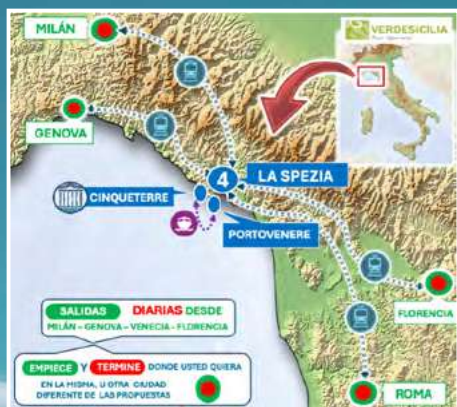 MILÁN
VERDESICILIA
GENOVA
4
LA SPEZIA
CINQUETERRE
PORTOVENERE
FLORENCIA
SALIDAS DIARIAS DESDE
MILÁN – GENOVA – VENECIA – FLORENCIA
EMPIECE Y TERMINE DONDE USTED QUIERA
EN LA MISMA, U OTRA CIUDAD
DIFERENTE DE LAS PROPUESTAS
ROMA